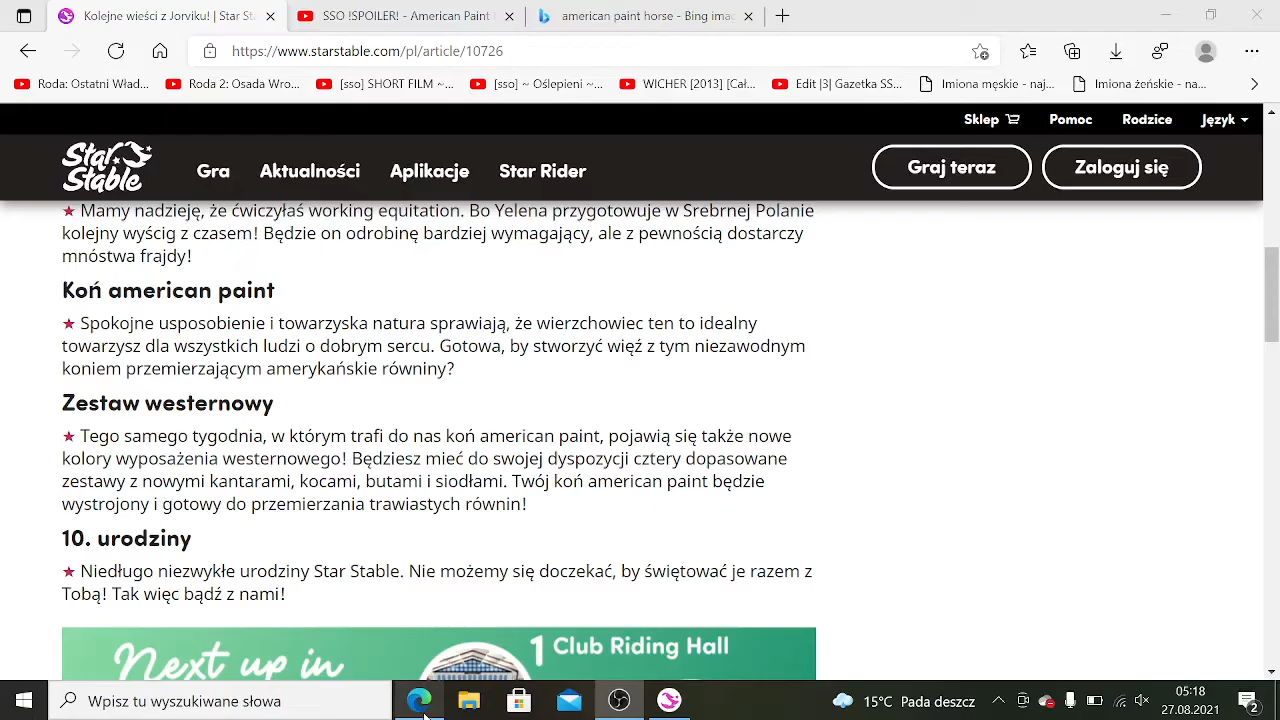 Kolejne wieści z Jorviku! | Star St
SSO !SPOILER! - American Paint
american paint horse - Bing ima
https://www.starstable.com/pl/article/10726
Roda: Ostatni Wład...
Roda 2: Osada Wro...
[sso] SHORT FILM ~...
[sso] ~ Oślepieni ~...
WICHER [2013] [Cał...
Edit |3| Gazetka SS...
Imiona męskie - naj...
Imiona żeńskie - na...
Sklep
Pomoc
Rodzice
Język
Star Stable
Gra
Aktualności
Aplikacje
Star Rider
Graj teraz
Zaloguj się
★ Mamy nadzieję, że ćwiczyłaś working equitation. Bo Yelena przygotowuje w Srebrnej Polanie
kolejny wyścig z czasem! Będzie on odrobinę bardziej wymagający, ale z pewnością dostarczy
mnóstwa frajdy!
Koń american paint
★ Spokojne usposobienie i towarzyska natura sprawiają, że wierzchowiec ten to idealny
towarzysz dla wszystkich ludzi o dobrym sercu. Gotowa, by stworzyć więź z tym niezawodnym
koniem przemierzającym amerykańskie równiny?
Zestaw westernowy
★ Tego samego tygodnia, w którym trafi do nas koń american paint, pojawią się także nowe
kolory wyposażenia westernowego! Będziesz mieć do swojej dyspozycji cztery dopasowane
zestawy z nowymi kantarami, kocami, butami i siodłami. Twój koń american paint będzie
wystrojony i gotowy do przemierzania trawiastych równin!
10. urodziny
★ Niedługo niezwykłe urodziny Star Stable. Nie możemy się doczekać, by świętować je razem z
Tobą! Tak więc bądź z nami!
Next up in
1 Club Riding Hall
Wpisz tu wyszukiwane słowa
15°C Pada deszcz
05:18
27.08.2021
2